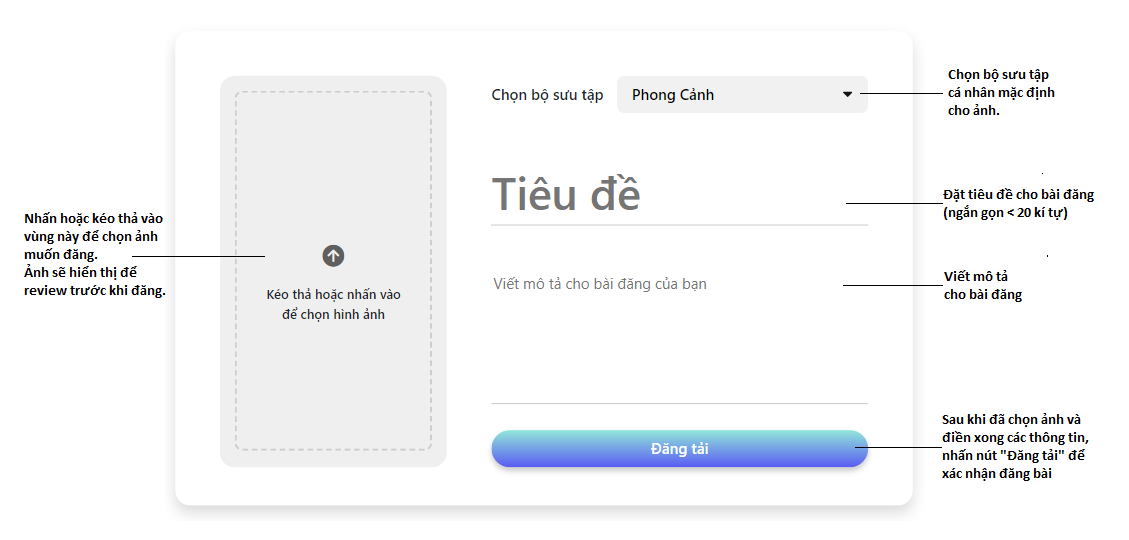 Chọn bộ sưu tập
Phong Cảnh
Chọn bộ sưu tập
cá nhân mặc định
cho ảnh.
Tiêu đề
Đặt tiêu đề cho bài đăng
(ngắn gọn < 20 kí tự)
Nhấn hoặc kéo thả vào
vùng này để chọn ảnh
muốn đăng.
Ảnh sẽ hiển thị để
review trước khi đăng.
Kéo thả hoặc nhấn vào
để chọn hình ảnh
Viết mô tả cho bài đăng của bạn
Viết mô tả
cho bài đăng
Đăng tải
Sau khi đã chọn ảnh và
điền xong các thông tin,
nhấn nút "Đăng tải" để
xác nhận đăng bài